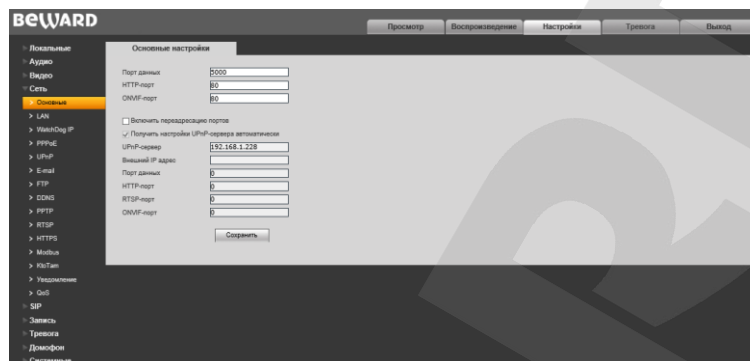 BEWARD
Просмотр
Воспроизведение
Настройки
Тревога
Выход
Локальные
Аудио
Видео
Сеть
Основные
LAN
WatchDog IP
PPPoE
UPnP
E-mail
FTP
DDNS
PPTP
RTSP
HTTPS
Modbus
KtoTam
Уведомление
QoS
SIP
Запись
Тревога
Домофон
Системные
Основные настройки
Порт данных 5000
HTTP-порт 80
ONVIF-порт 80
Включить переадресацию портов
Получить настройки UPnP-сервера автоматически
UPnP-сервер 192.168.1.228
Внешний IP адрес
Порт данных 0
HTTP-порт 0
RTSP-порт 0
ONVIF-порт 0
Сохранить